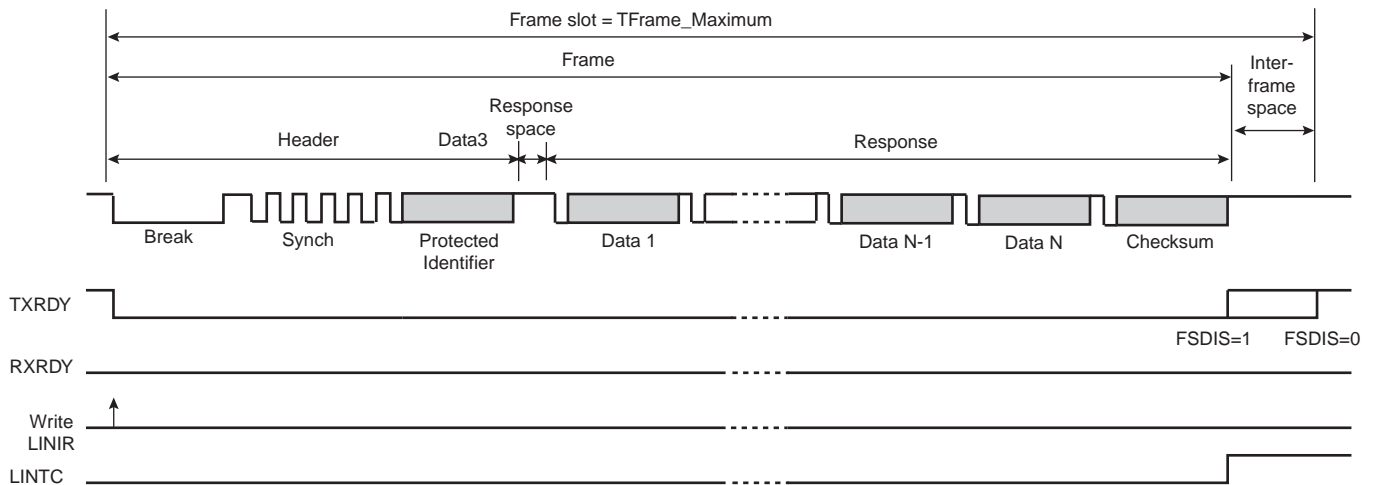 Frame slot = TFrame_Maximum
Frame
Inter-
frame
space
Response
space
Header
Data3
Response
Break
Synch
Protected
Identifier
Data 1
Data N-1
Data N
Checksum
TXRDY
FSDIS=1
FSDIS=0
RXRDY
Write
LINIR
LINTC